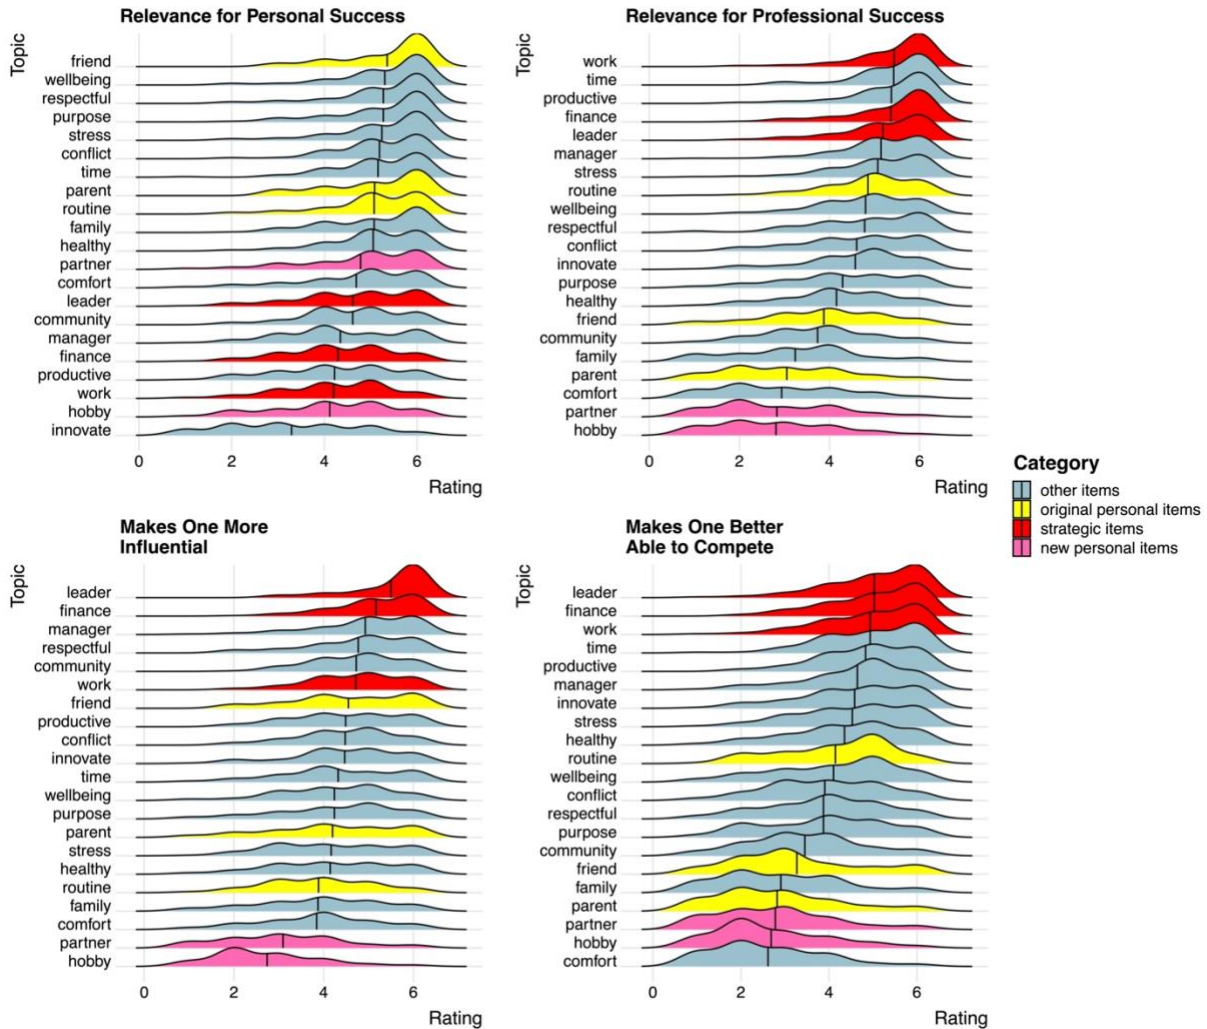 Relevance for Personal Success
Topic
friend
wellbeing
respectful
purpose
stress
conflict
time
parent
routine
family
healthy
partner
comfort
leader
community
manager
finance
productive
work
hobby
innovate
0 2 4 6
Rating
Relevance for Professional Success
Topic
work
time
productive
finance
leader
manager
stress
routine
wellbeing
respectful
conflict
innovate
purpose
healthy
friend
community
family
parent
comfort
partner
hobby
0 2 4 6
Rating
Category
other items
original personal items
strategic items
new personal items
Makes One More
Influential
Topic
leader
finance
manager
respectful
community
work
friend
productive
conflict
innovate
time
wellbeing
purpose
parent
stress
healthy
routine
family
comfort
partner
hobby
0 2 4 6
Rating
Makes One Better
Able to Compete
Topic
leader
finance
work
time
productive
manager
innovate
stress
healthy
routine
wellbeing
conflict
respectful
purpose
community
friend
family
parent
partner
hobby
comfort
0 2 4 6
Rating